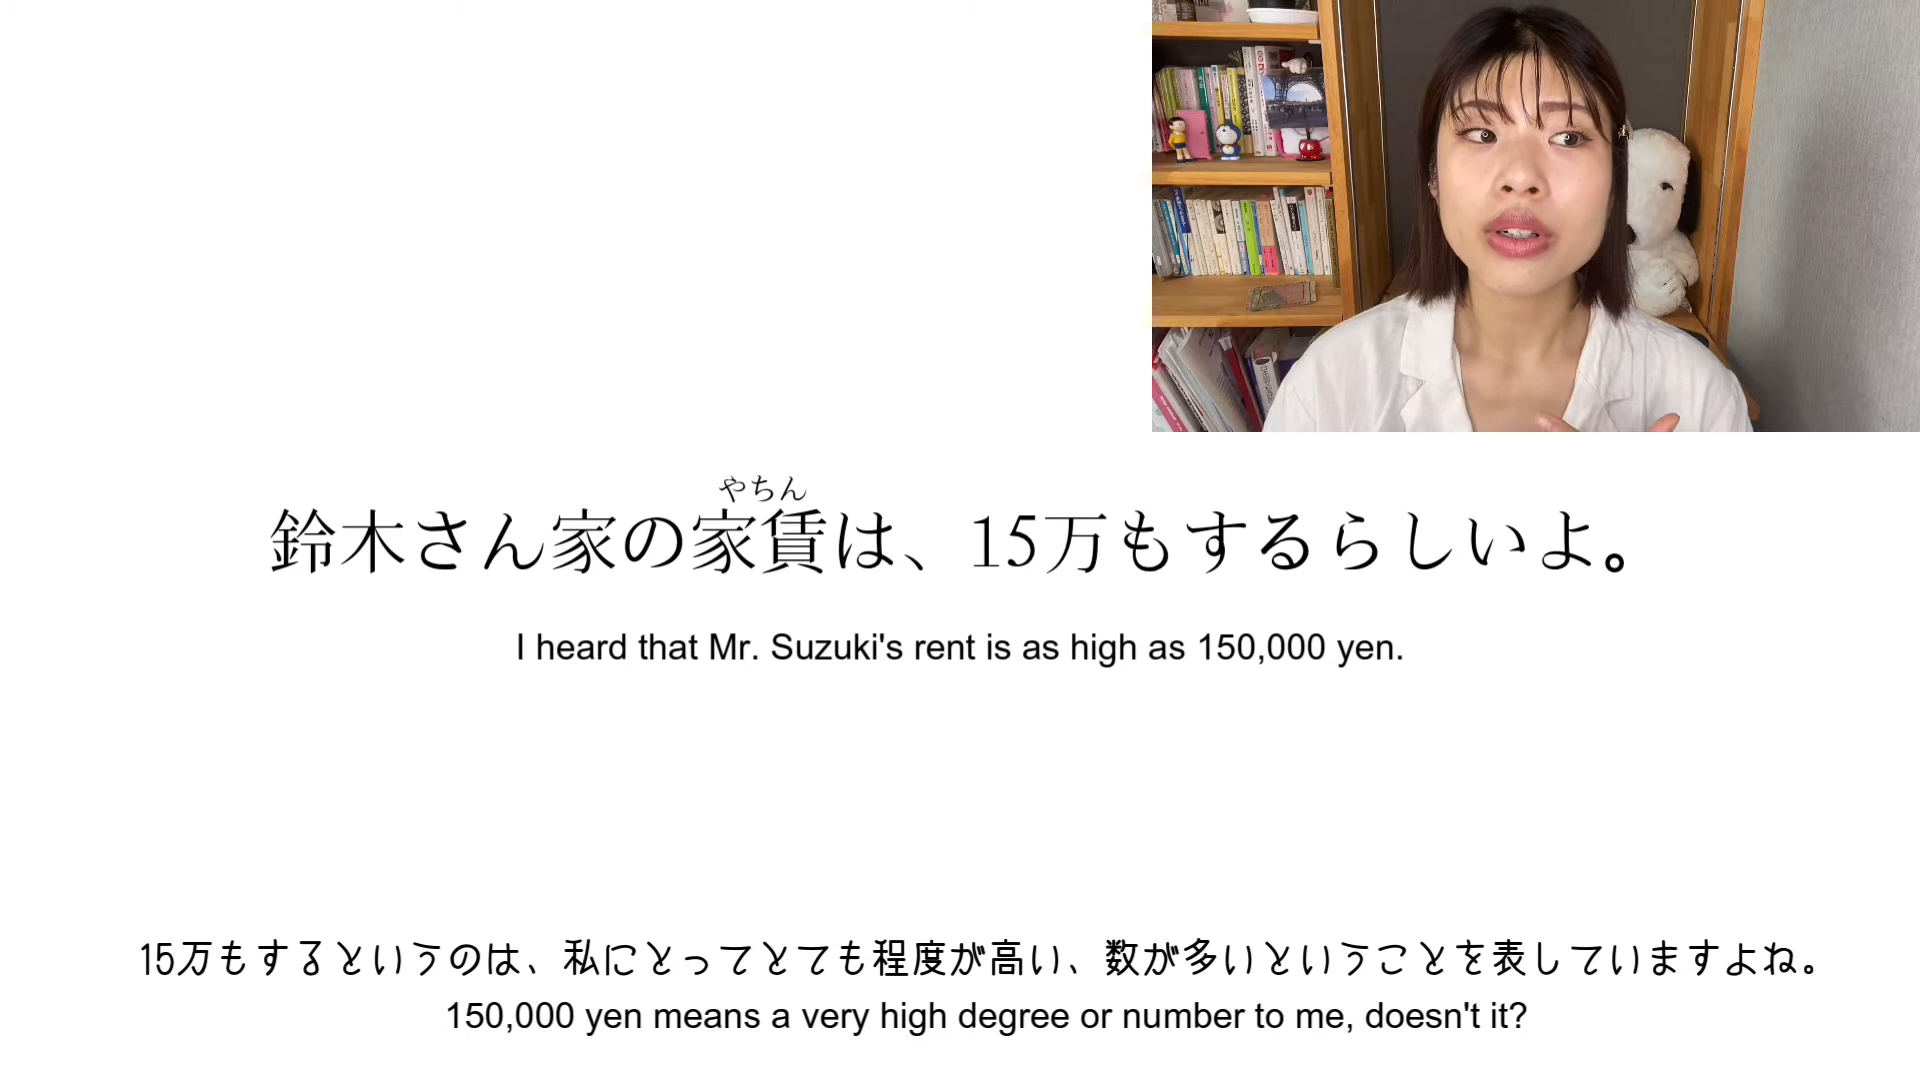 やちん
鈴木さん家の家賃は、15万もするらしいよ。
I heard that Mr. Suzuki's rent is as high as 150,000 yen.
15万もするというのは、私にとってとても程度が高い、数が多いということを表していますよね。
150,000 yen means a very high degree or number to me, doesn't it?